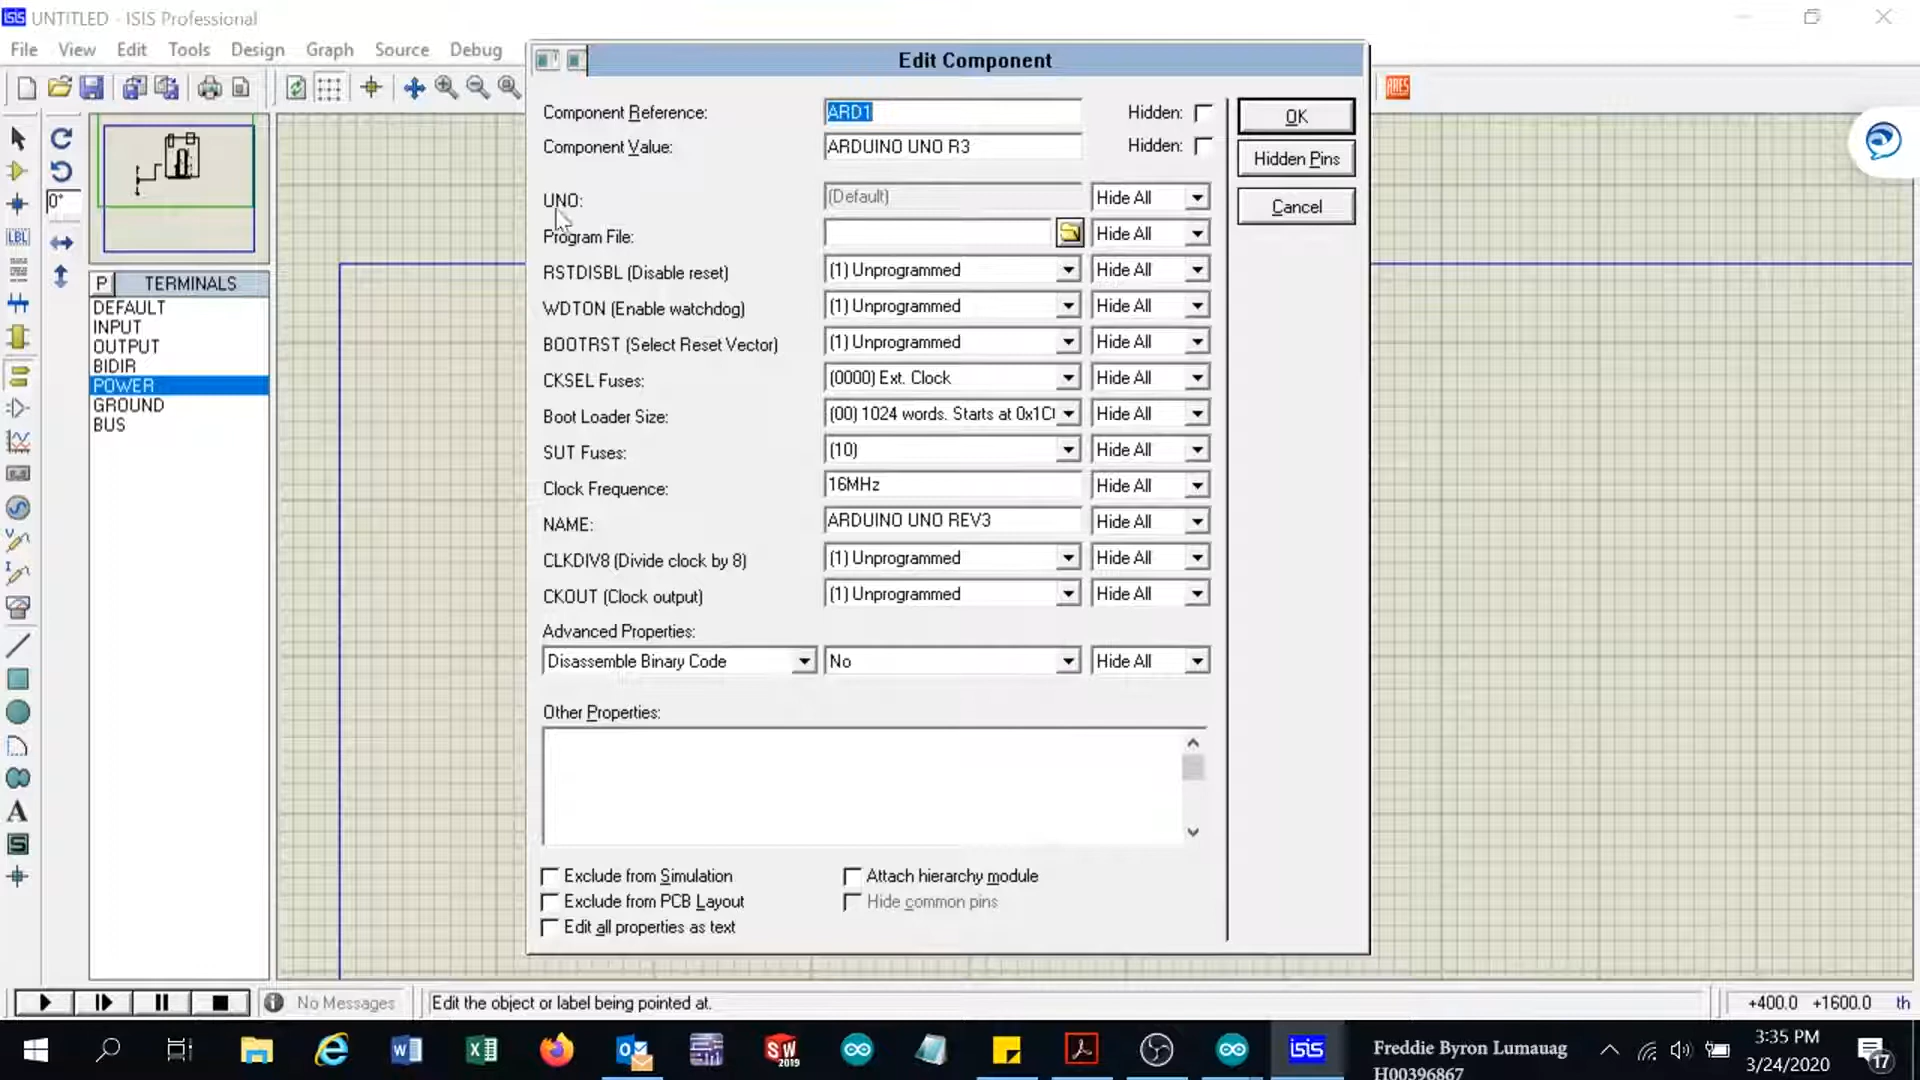 isis UNTITLED - ISIS Professional
File View Edit Tools Design Graph Source Debug
Edit Component
ARES
Component Reference: ARD1 Hidden: OK
Component Value: ARDUINO UNO R3 Hidden:
Hidden Pins
UNO: (Default) Hide All
Cancel
0°
Program File: Hide All
LBL
RSTDISBL (Disable reset) (1) Unprogrammed Hide All
P TERMINALS
WDTON (Enable watchdog) (1) Unprogrammed Hide All
DEFAULT
INPUT
OUTPUT
BIDIR
POWER
GROUND
BUS
BOOTRST (Select Reset Vector) (1) Unprogrammed Hide All
CKSEL Fuses: (0000) Ext. Clock Hide All
Boot Loader Size: (00) 1024 words. Starts at 0x1C Hide All
SUT Fuses: (10) Hide All
Clock Frequence: 16MHz Hide All
NAME: ARDUINO UNO REV3 Hide All
CLKDIV8 (Divide clock by 8) (1) Unprogrammed Hide All
CKOUT (Clock output) (1) Unprogrammed Hide All
Advanced Properties:
Disassemble Binary Code No Hide All
Other Properties:
A
S
Exclude from Simulation Attach hierarchy module
Exclude from PCB Layout Hide common pins
Edit all properties as text
No Messages Edit the object or label being pointed at. +400.0 +1600.0 th
SW 2019
isis
Freddie Byron Lumauag
H00396867
3:35 PM
3/24/2020
17